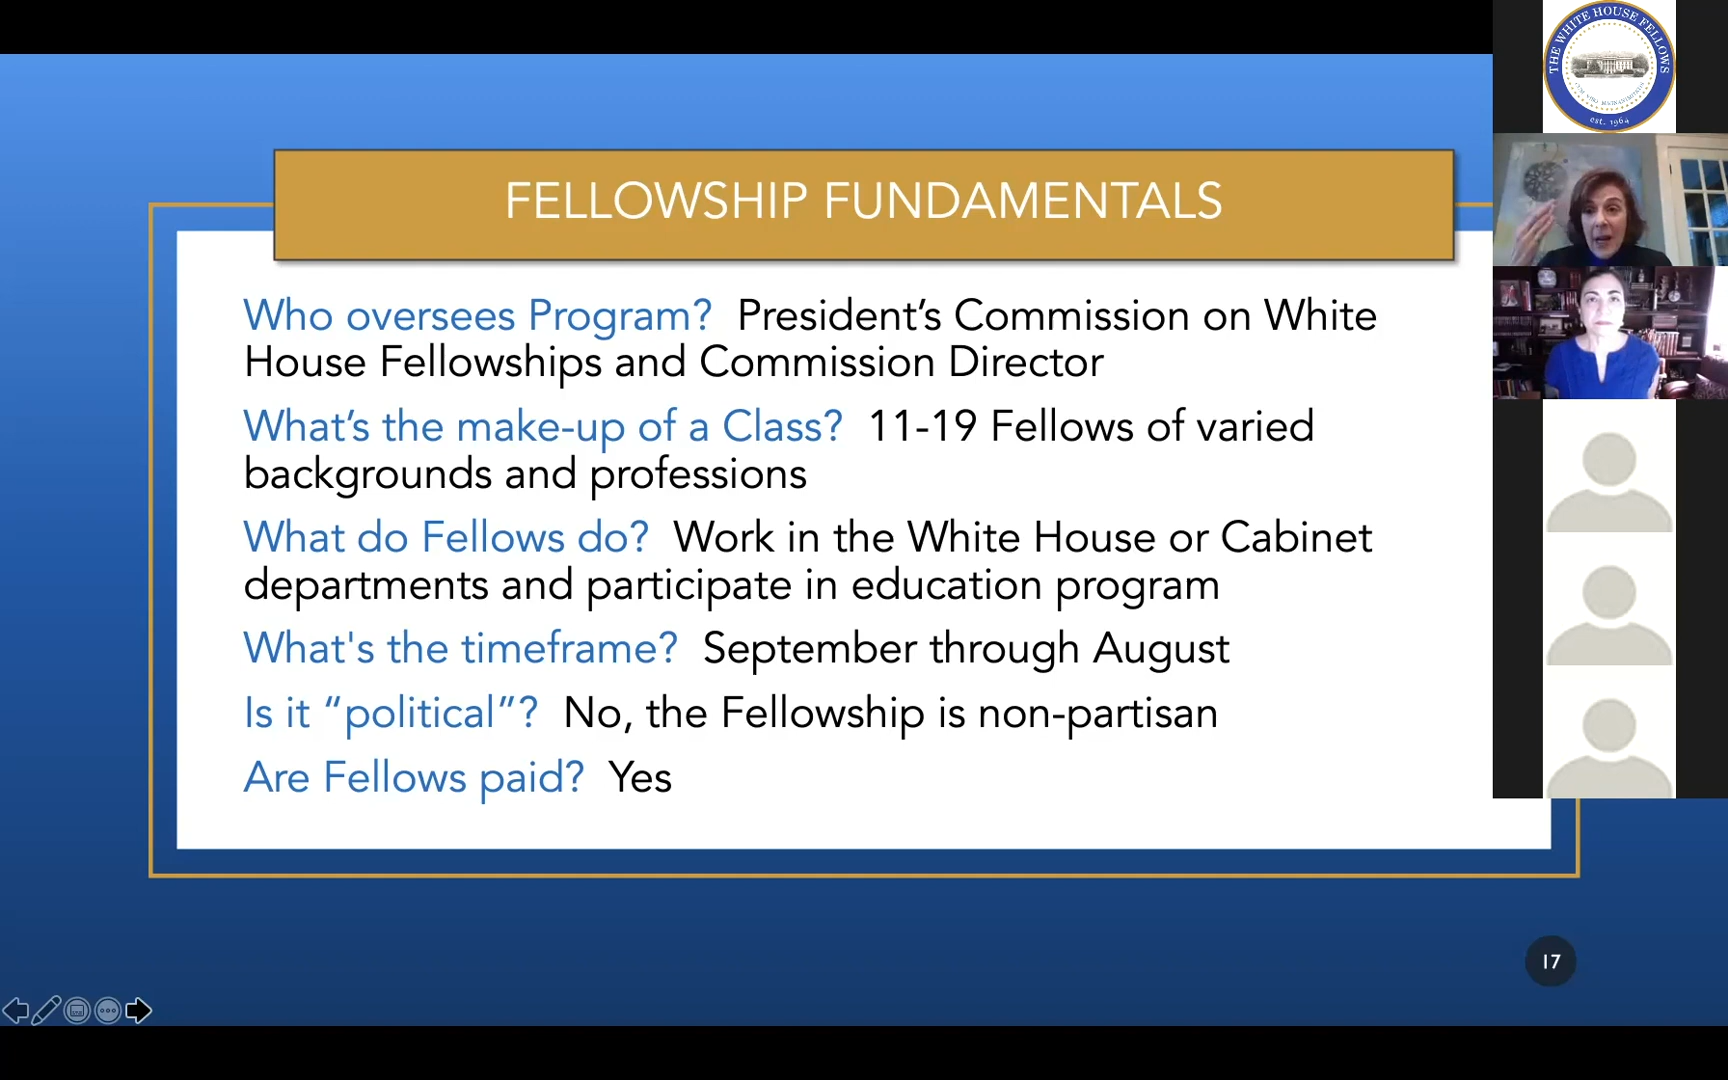 THE WHITE HOUSE FELLOWS
est. 1964
FELLOWSHIP FUNDAMENTALS
Who oversees Program? President’s Commission on White
House Fellowships and Commission Director
What’s the make-up of a Class? 11-19 Fellows of varied
backgrounds and professions
What do Fellows do? Work in the White House or Cabinet
departments and participate in education program
What's the timeframe? September through August
Is it “political”? No, the Fellowship is non-partisan
Are Fellows paid? Yes
17